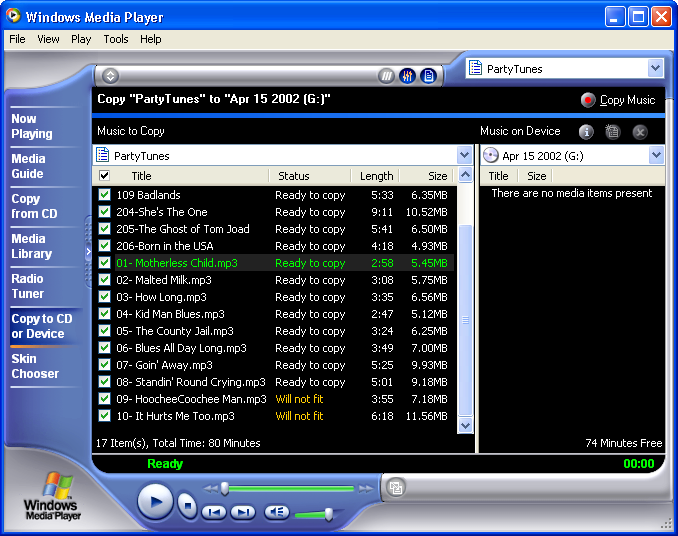 Windows Media Player
File View Play Tools Help
PartyTunes
Copy "PartyTunes" to "Apr 15 2002 (G:)"
Copy Music
Music to Copy
Music on Device
PartyTunes
Apr 15 2002 (G:)
Title Status Length Size
Title Size
There are no media items present
109 Badlands Ready to copy 5:33 6.35MB
204-She's The One Ready to copy 9:11 10.52MB
205-The Ghost of Tom Joad Ready to copy 5:41 6.50MB
206-Born in the USA Ready to copy 4:18 4.93MB
01- Motherless Child.mp3 Ready to copy 2:58 5.45MB
02- Malted Milk.mp3 Ready to copy 3:08 5.75MB
03- How Long.mp3 Ready to copy 3:35 6.56MB
04- Kid Man Blues.mp3 Ready to copy 2:47 5.12MB
05- The County Jail.mp3 Ready to copy 3:24 6.25MB
06- Blues All Day Long.mp3 Ready to copy 3:49 7.00MB
07- Goin' Away.mp3 Ready to copy 5:25 9.93MB
08- Standin' Round Crying.mp3 Ready to copy 5:01 9.18MB
09- HoocheeCoochee Man.mp3 Will not fit 3:55 7.18MB
10- It Hurts Me Too.mp3 Will not fit 6:18 11.56MB
17 Item(s), Total Time: 80 Minutes
74 Minutes Free
Ready
00:00
Now
Playing
Media
Guide
Copy
from CD
Media
Library
Radio
Tuner
Copy to CD
or Device
Skin
Chooser
Windows
Media Player